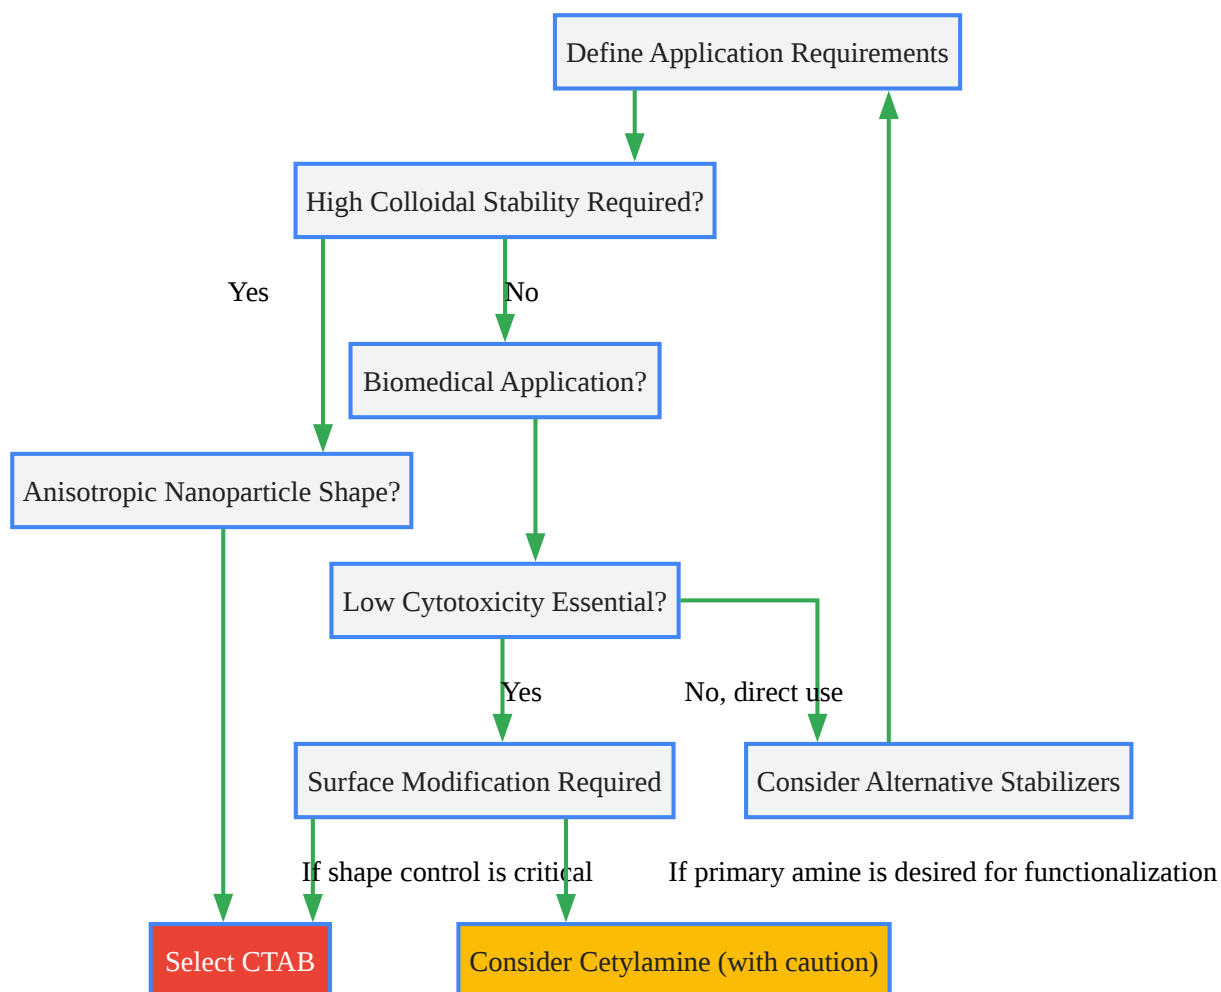 Define Application Requirements
High Colloidal Stability Required?
Yes
No
Biomedical Application?
Anisotropic Nanoparticle Shape?
Low Cytotoxicity Essential?
Yes
No, direct use
Surface Modification Required
Consider Alternative Stabilizers
If shape control is critical
If primary amine is desired for functionalization
Select CTAB
Consider Cetylamine (with caution)